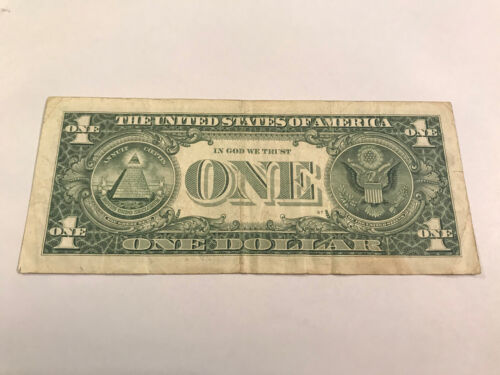 THE UNITED STATES OF AMERICA
1
ONE
1
ONE
ANNUIT COEPTIS
IN GOD WE TRUST
ONE
1
ONE
1
ONE
ONE DOLLAR